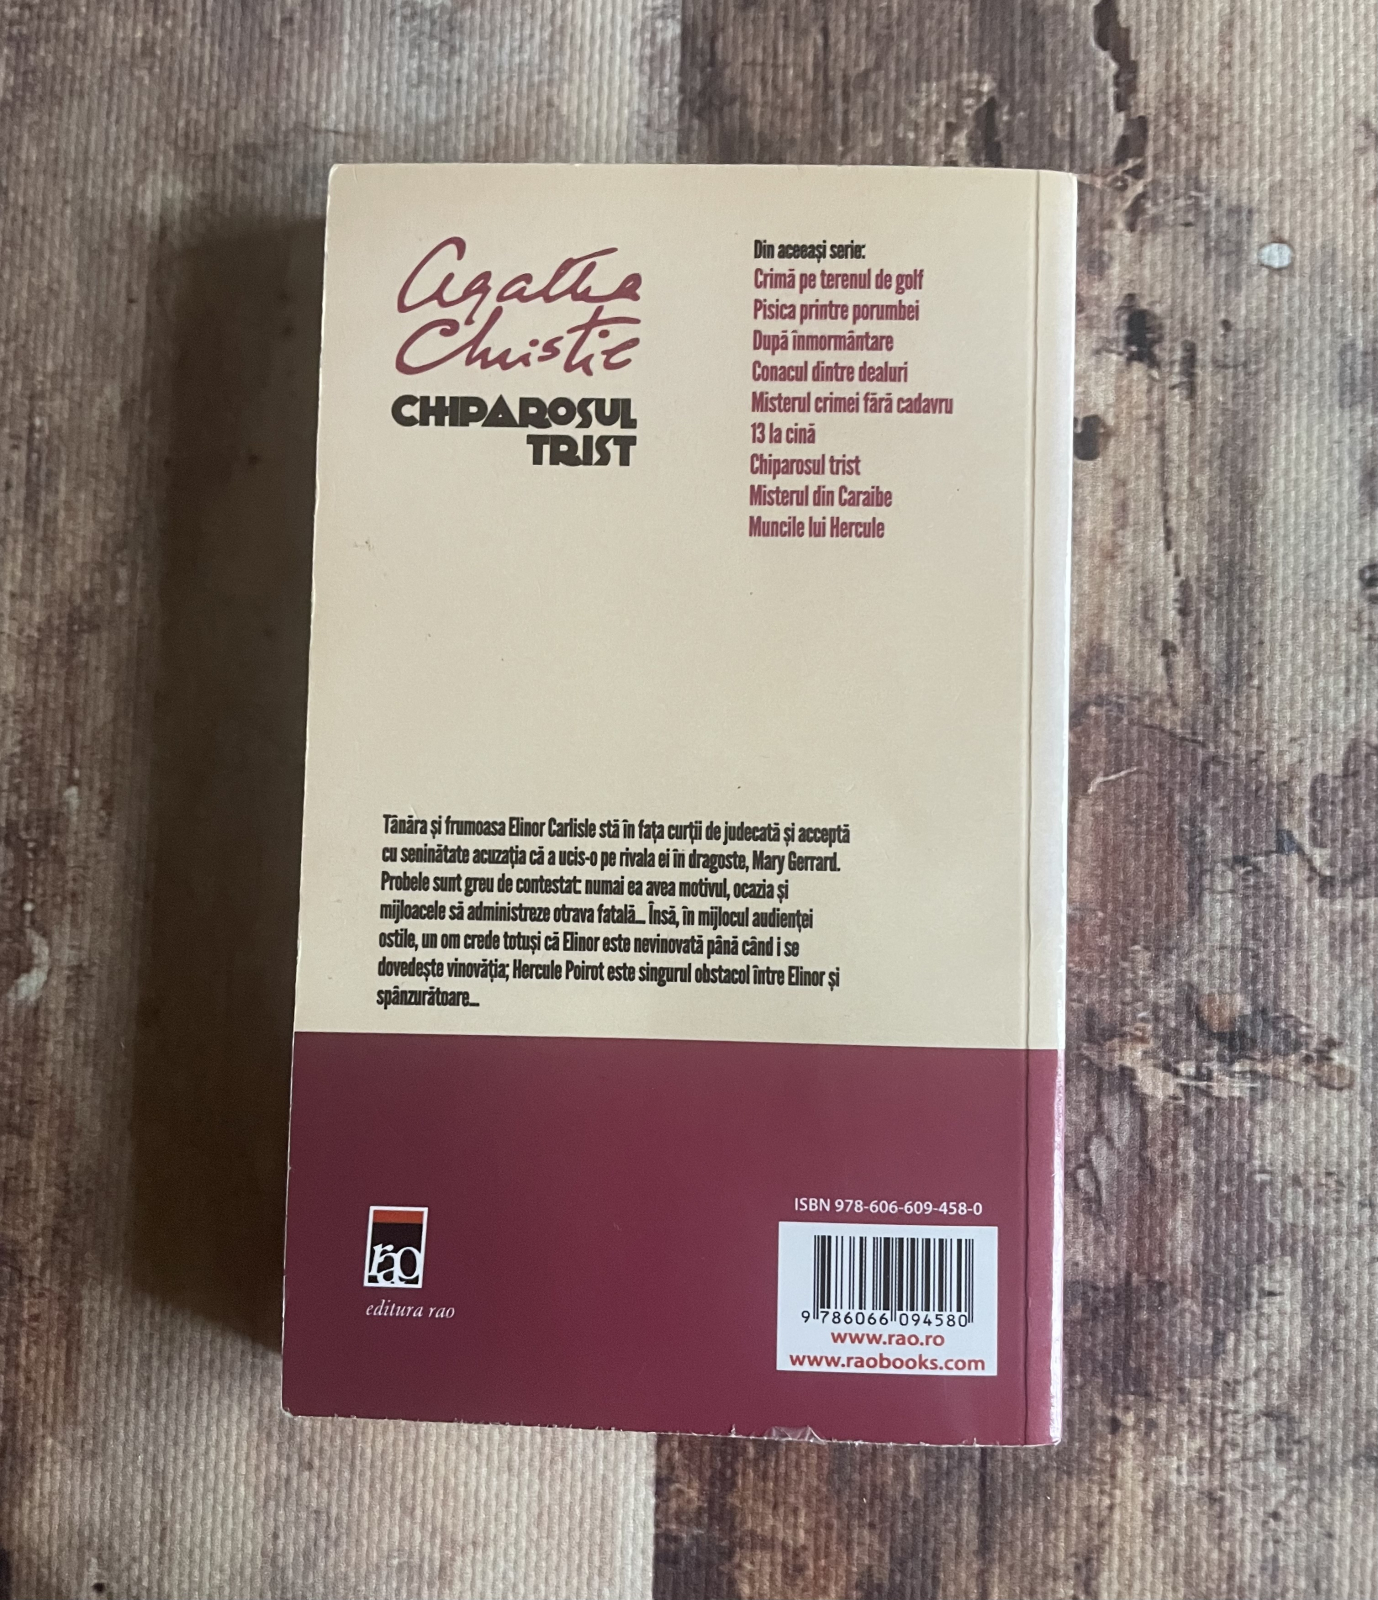 Agatha
Christie
CHIPAROSUL
TRIST
Din aceeași serie:
Crimă pe terenul de golf
Pisica printre porumbei
După înmormântare
Conacul dintre dealuri
Misterul crimei fără cadavru
13 la cină
Chiparosul trist
Misterul din Caraibe
Muncile lui Hercule
Tânăra și frumoasa Elinor Carlisle stă în fața curții de judecată și acceptă
cu seninătate acuzația că a ucis-o pe rivala ei în dragoste, Mary Gerrard.
Probele sunt greu de contestat: numai ea avea motivul, ocazia și
mijloacele să administreze otrava fatală... Însă, în mijlocul audienței
ostile, un om crede totuși că Elinor este nevinovată până când i se
dovedește vinovăția; Hercule Poirot este singurul obstacol între Elinor și
spânzurătoare...
rao
editura rao
ISBN 978-606-609-458-0
9 786066 094580
www.rao.ro
www.raobooks.com